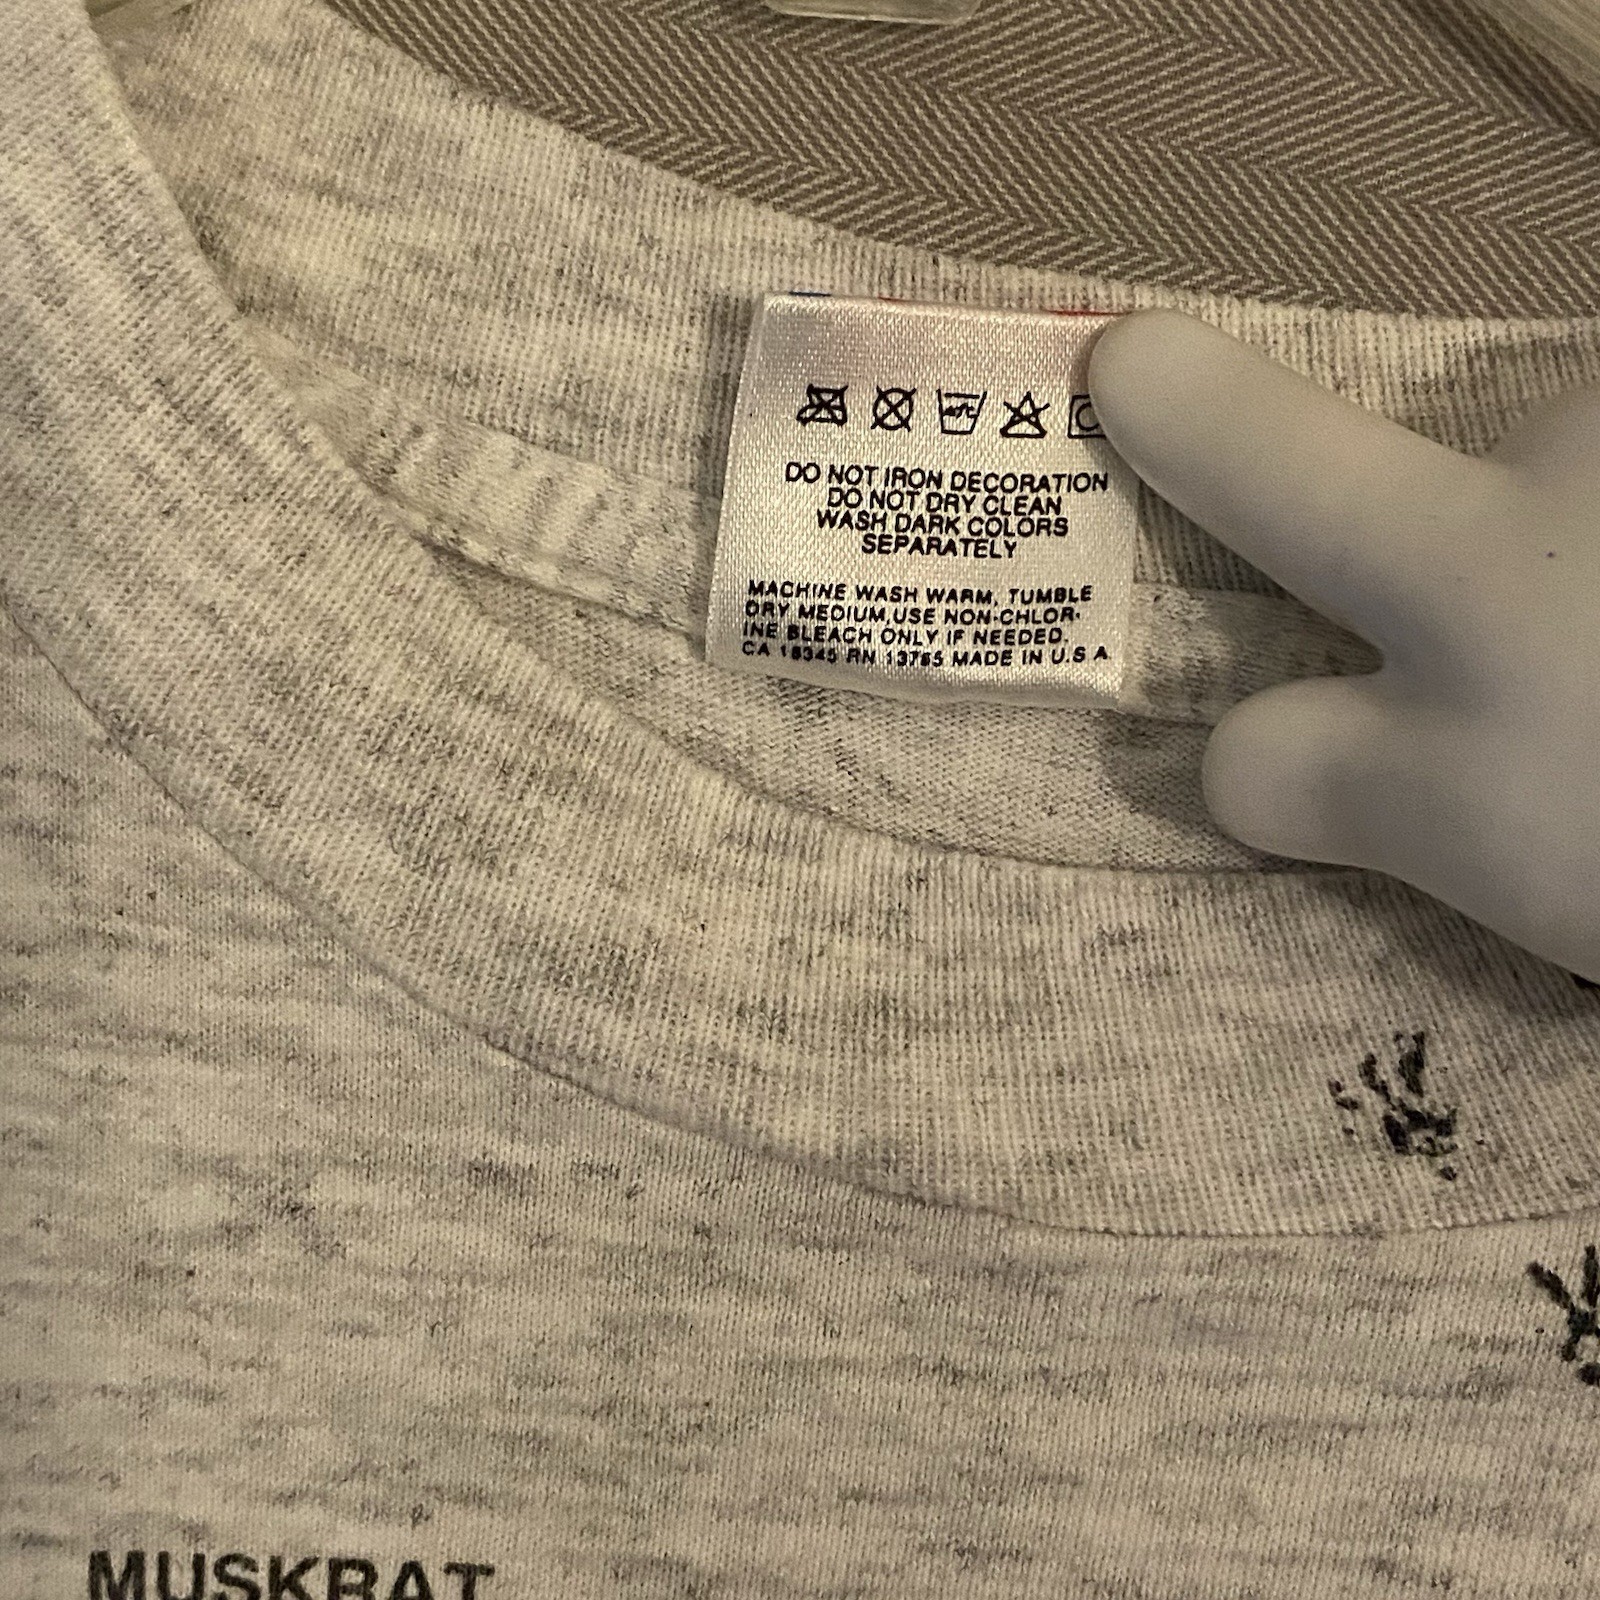 40°C
DO NOT IRON DECORATION
DO NOT DRY CLEAN
WASH DARK COLORS
SEPARATELY
MACHINE WASH WARM, TUMBLE
DRY MEDIUM,USE NON-CHLOR-
INE BLEACH ONLY IF NEEDED.
CA 18345 RN 13765 MADE IN U.S A
MUSKRAT